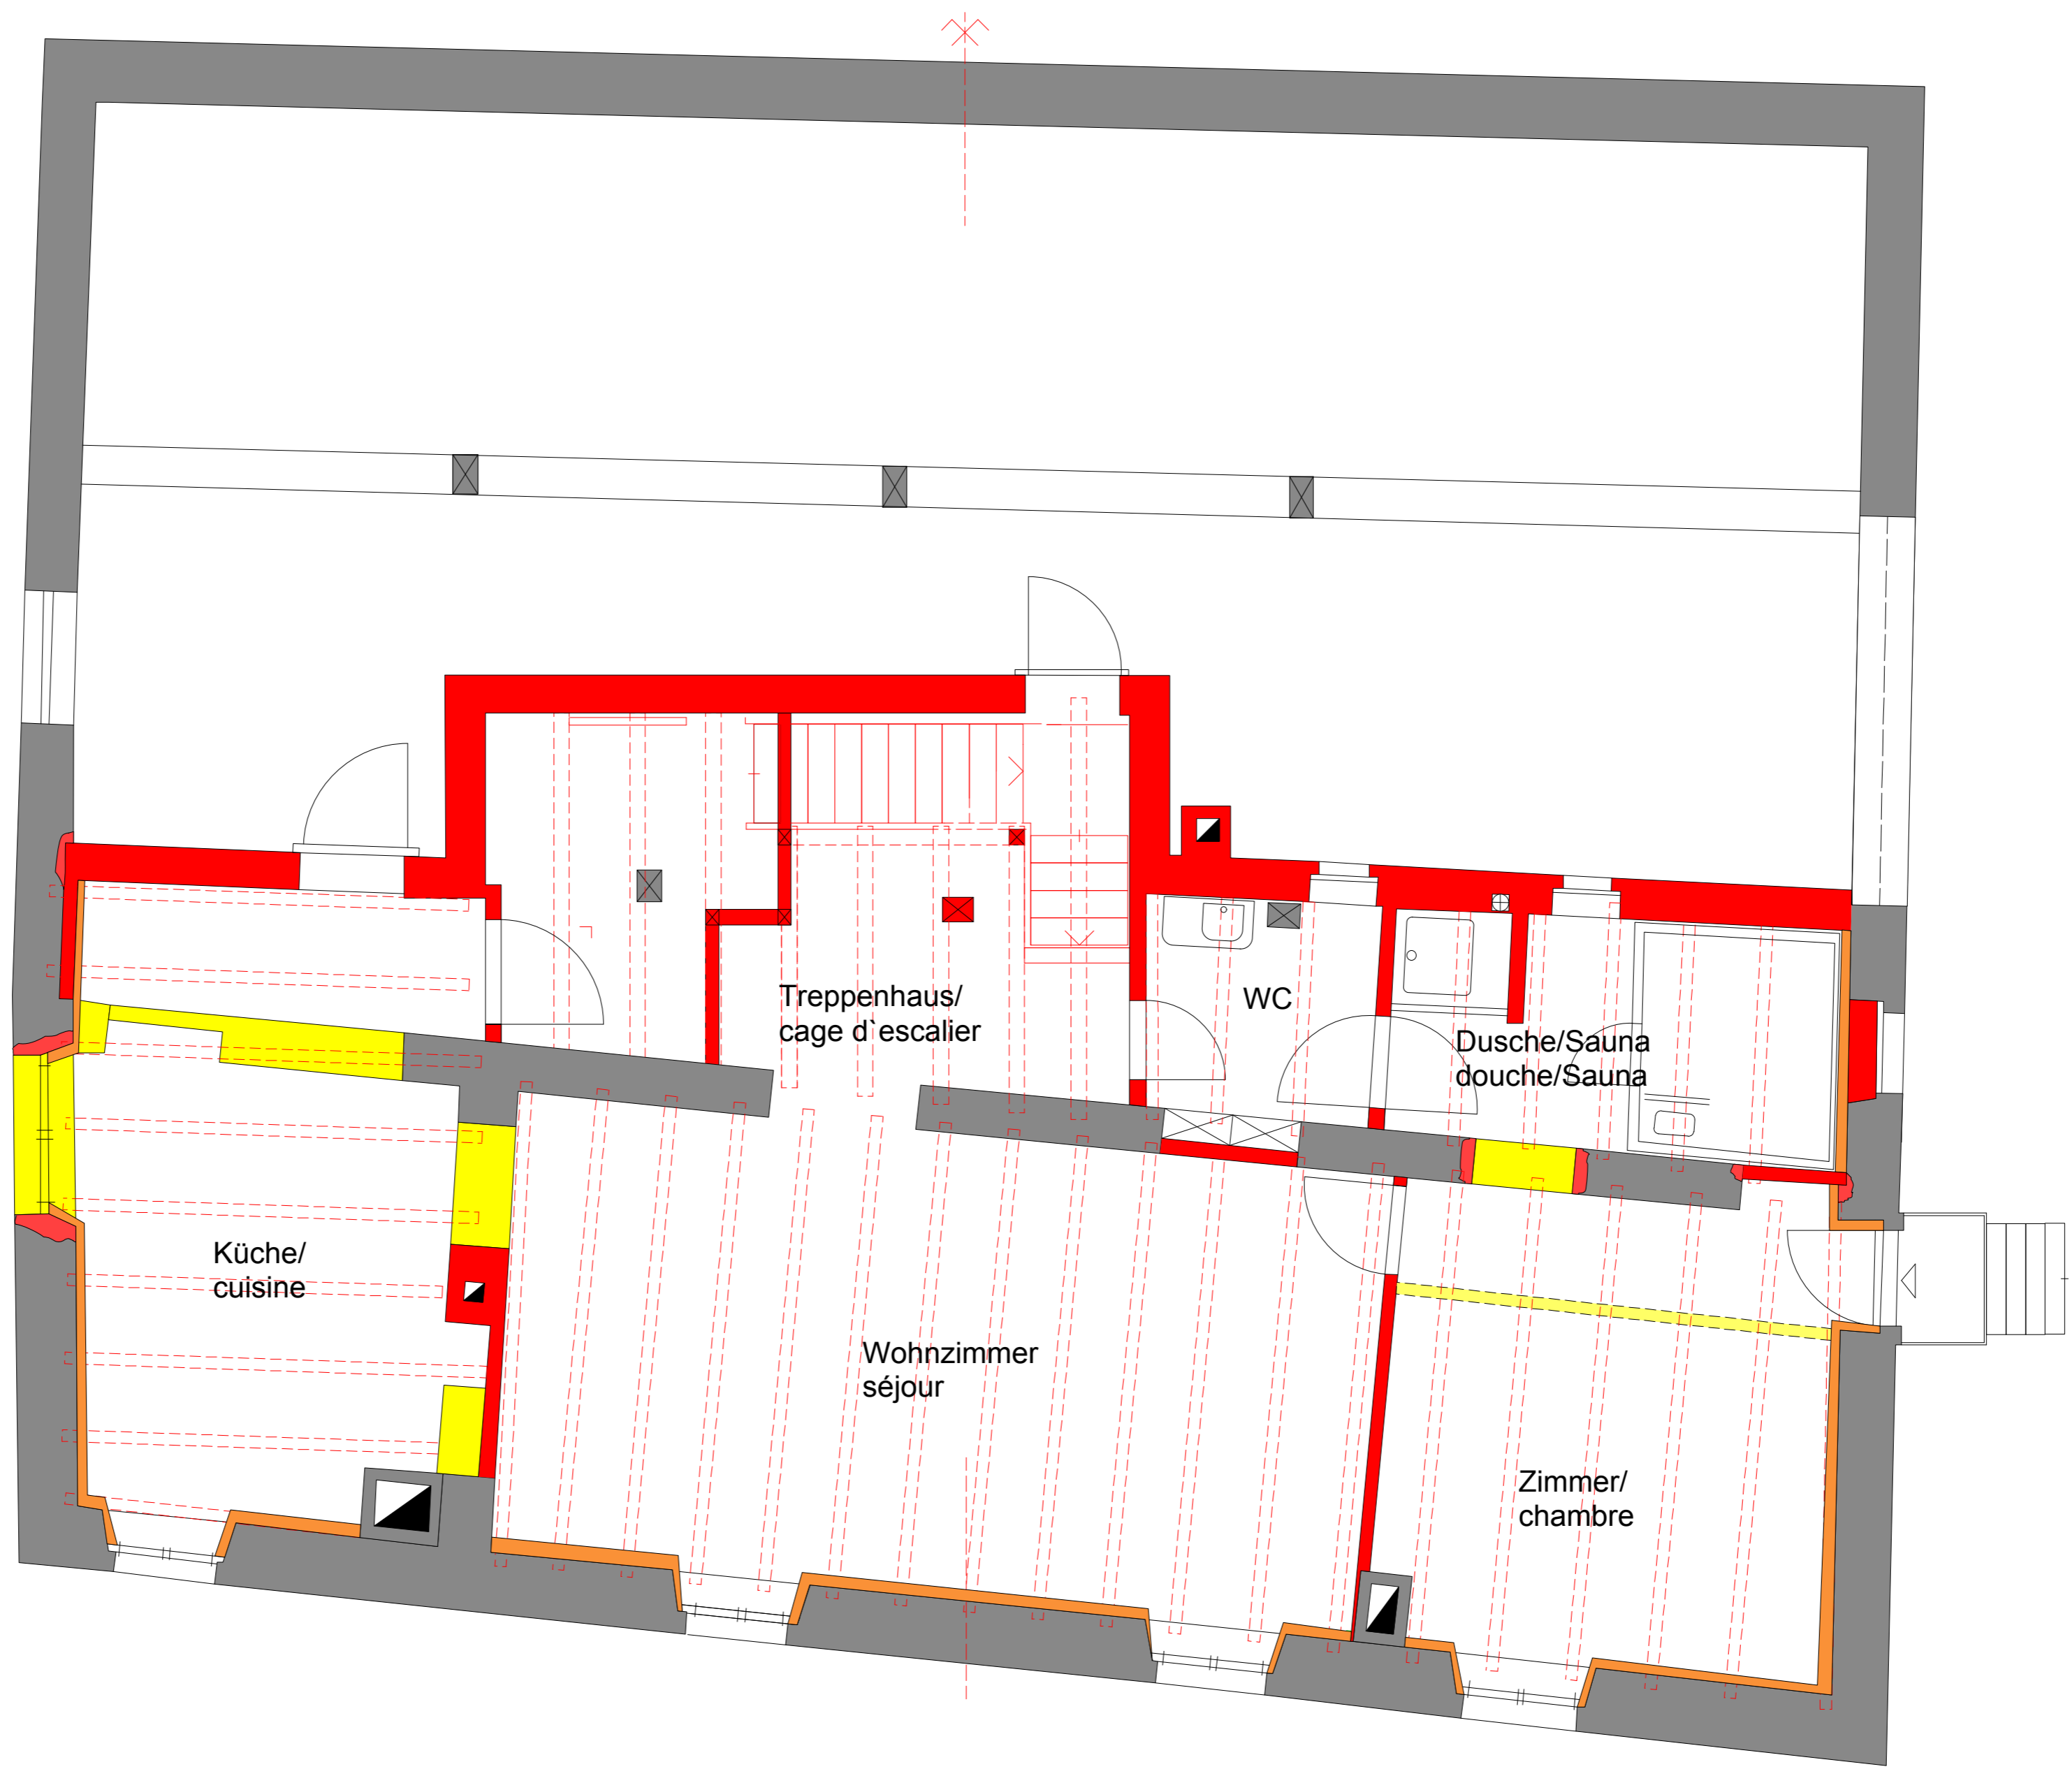 Treppenhaus/
cage d`escalier
WC
Dusche/Sauna
douche/Sauna
Küche/
cuisine
Wohnzimmer
séjour
Zimmer/
chambre